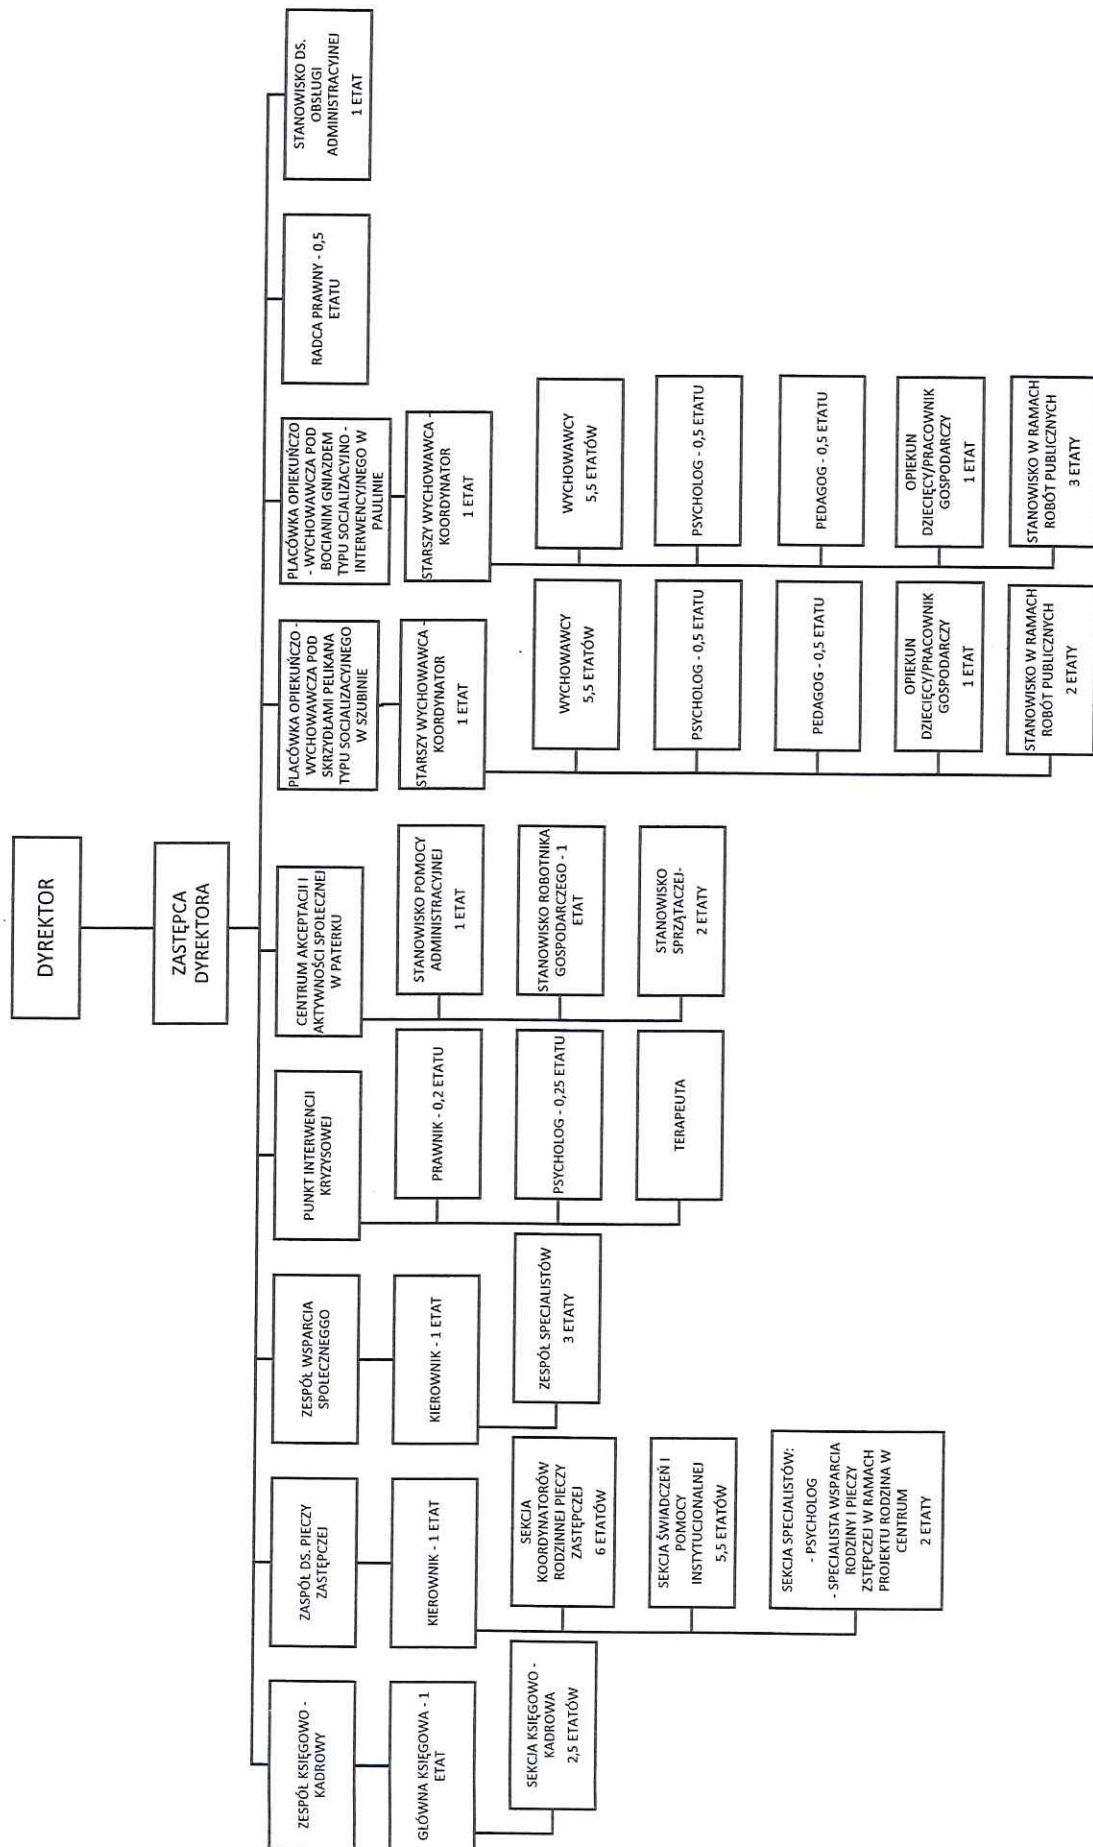 DYREKTOR
ZASTĘPCA
DYREKTORA
ZESPÓŁ KSIĘGOWO -
KADROWY
GŁÓWNA KSIĘGOWA - 1
ETAT
SEKCJA KSIĘGOWO -
KADROWA
2,5 ETATÓW
ZASPÓŁ DS. PIECZY
ZASTĘPCZEJ
KIEROWNIK - 1 ETAT
SEKCJA
KOORDYNATORÓW
RODZINNEJ PIECZY
ZASTĘPCZEJ
6 ETATÓW
SEKCJA ŚWIADCZEŃ I
POMOCY
INSTYTUCJONALNEJ
5,5 ETATÓW
SEKCJA SPECJALISTÓW:
- PSYCHOLOG
- SPECJALISTA WSPARCIA
RODZINY I PIECZY
ZSTĘPCZEJ W RAMACH
PROJEKTU RODZINA W
CENTRUM
2 ETATY
ZESPÓŁ WSPARCIA
SPOŁECZNEGGO
KIEROWNIK - 1 ETAT
ZESPÓŁ SPECJALISTÓW
3 ETATY
PUNKT INTERWENCJI
KRYZYSOWEJ
PRAWNIK - 0,2 ETATU
PSYCHOLOG - 0,25 ETATU
TERAPEUTA
CENTRUM AKCEPTACJI I
AKTYWNOŚCI SPOŁECZNEJ
W PATERKU
STANOWISKO POMOCY
ADMINISTRACYJNEJ
1 ETAT
STANOWISKO ROBOTNIKA
GOSPODARCZEGO - 1
ETAT
STANOWISKO
SPRZĄTACZEJ-
2 ETATY
PLACÓWKA OPIEKUŃCZO -
WYCHOWAWCZA POD
SKRZYDŁAMI PELIKANA
TYPU SOCJALIZACYJNEGO
W SZUBINIE
STARSZY WYCHOWAWCA -
KOORDYNATOR
1 ETAT
WYCHOWAWCY
5,5 ETATÓW
PSYCHOLOG - 0,5 ETATU
PEDAGOG - 0,5 ETATU
OPIEKUN
DZIECIĘCY/PRACOWNIK
GOSPODARCZY
1 ETAT
STANOWISKO W RAMACH
ROBÓT PUBLICZNYCH
2 ETATY
PLACÓWKA OPIEKUŃCZO
- WYCHOWAWCZA POD
BOCIANIM GNIAZDEM
TYPU SOCJALIZACYJNO -
INTERWENCYJNEGO W
PAULINIE
STARSZY WYCHOWAWCA -
KOORDYNATOR
1 ETAT
WYCHOWAWCY
5,5 ETATÓW
PSYCHOLOG - 0,5 ETATU
PEDAGOG - 0,5 ETATU
OPIEKUN
DZIECIĘCY/PRACOWNIK
GOSPODARCZY
1 ETAT
STANOWISKO W RAMACH
ROBÓT PUBLICZNYCH
3 ETATY
RADCA PRAWNY - 0,5
ETATU
STANOWISKO DS.
OBSŁUGI
ADMINISTRACYJNEJ
1 ETAT